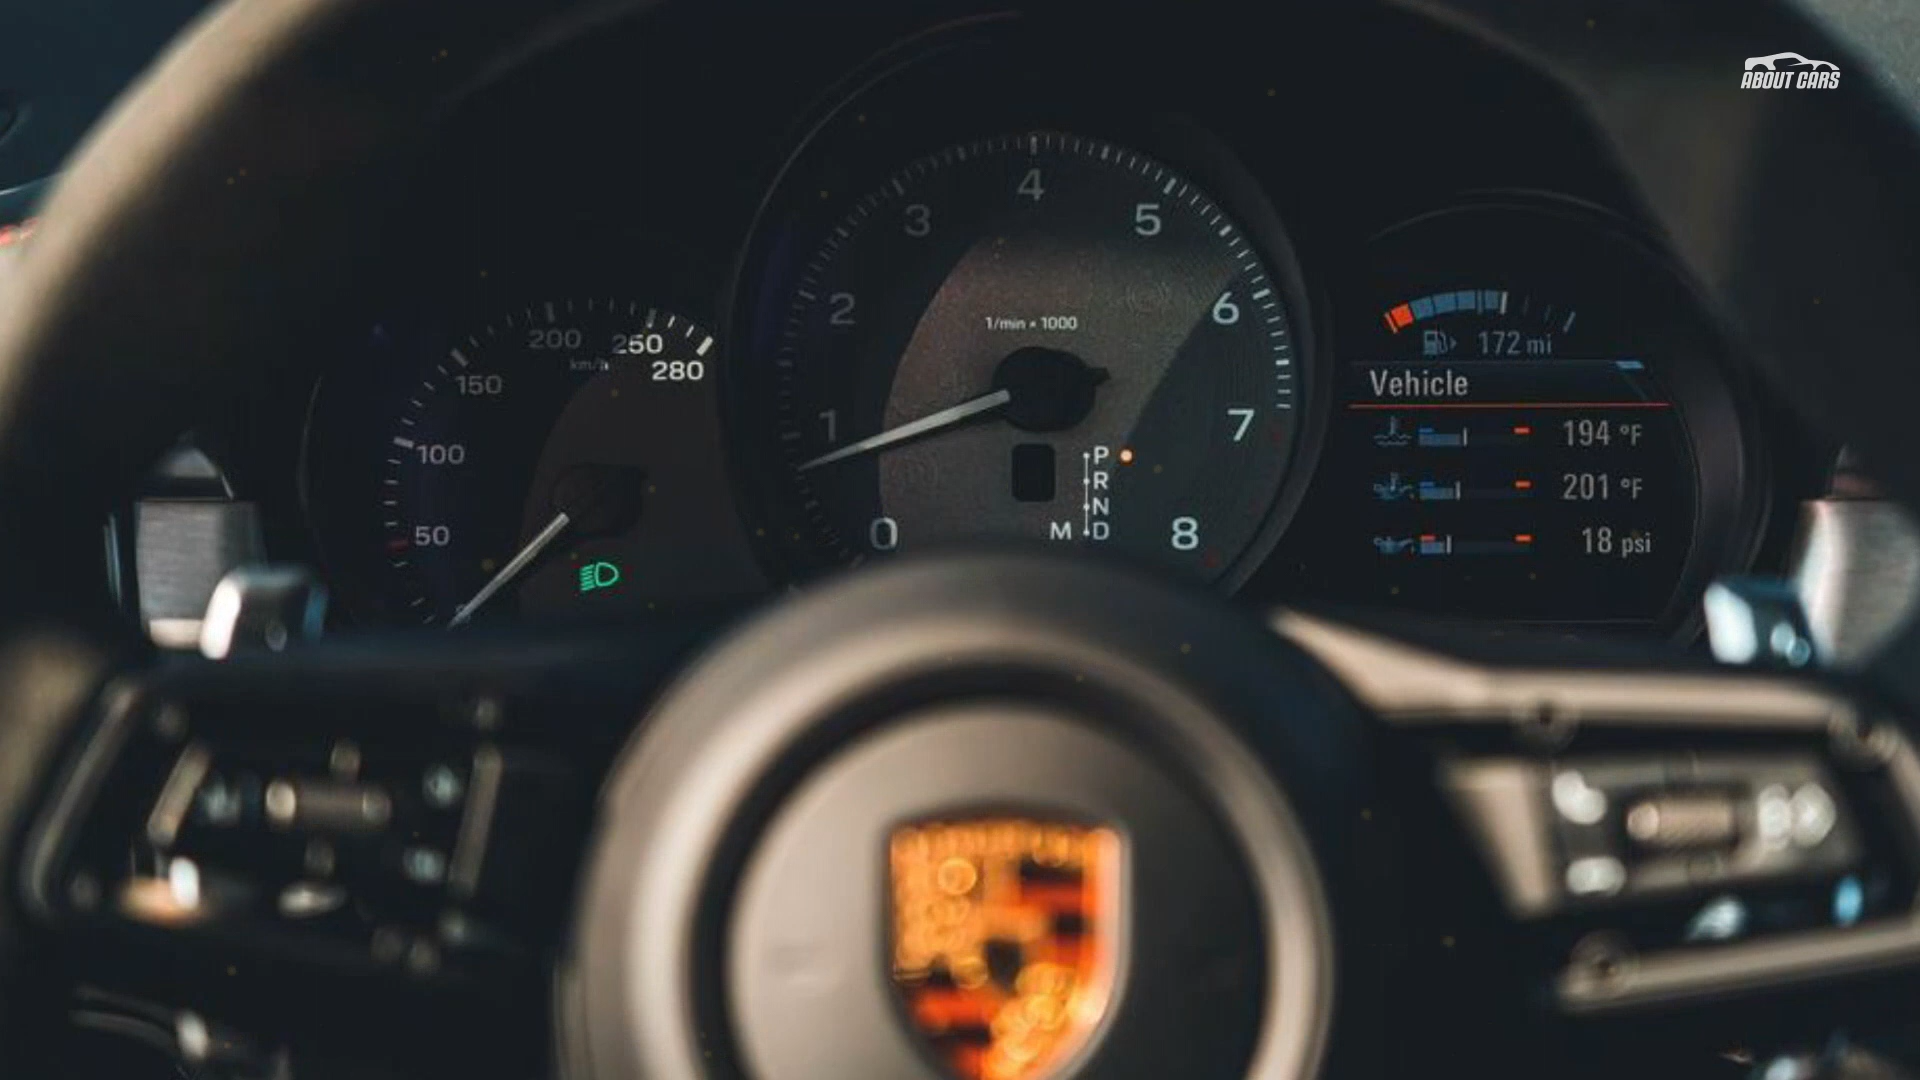 ABOUT CARS
4
3
5
2
6
1/min × 1000
1
7
0
8
P
R
N
M D
200
250
280
km/h
150
100
50
172 mi
Vehicle
194 °F
201 °F
18 psi